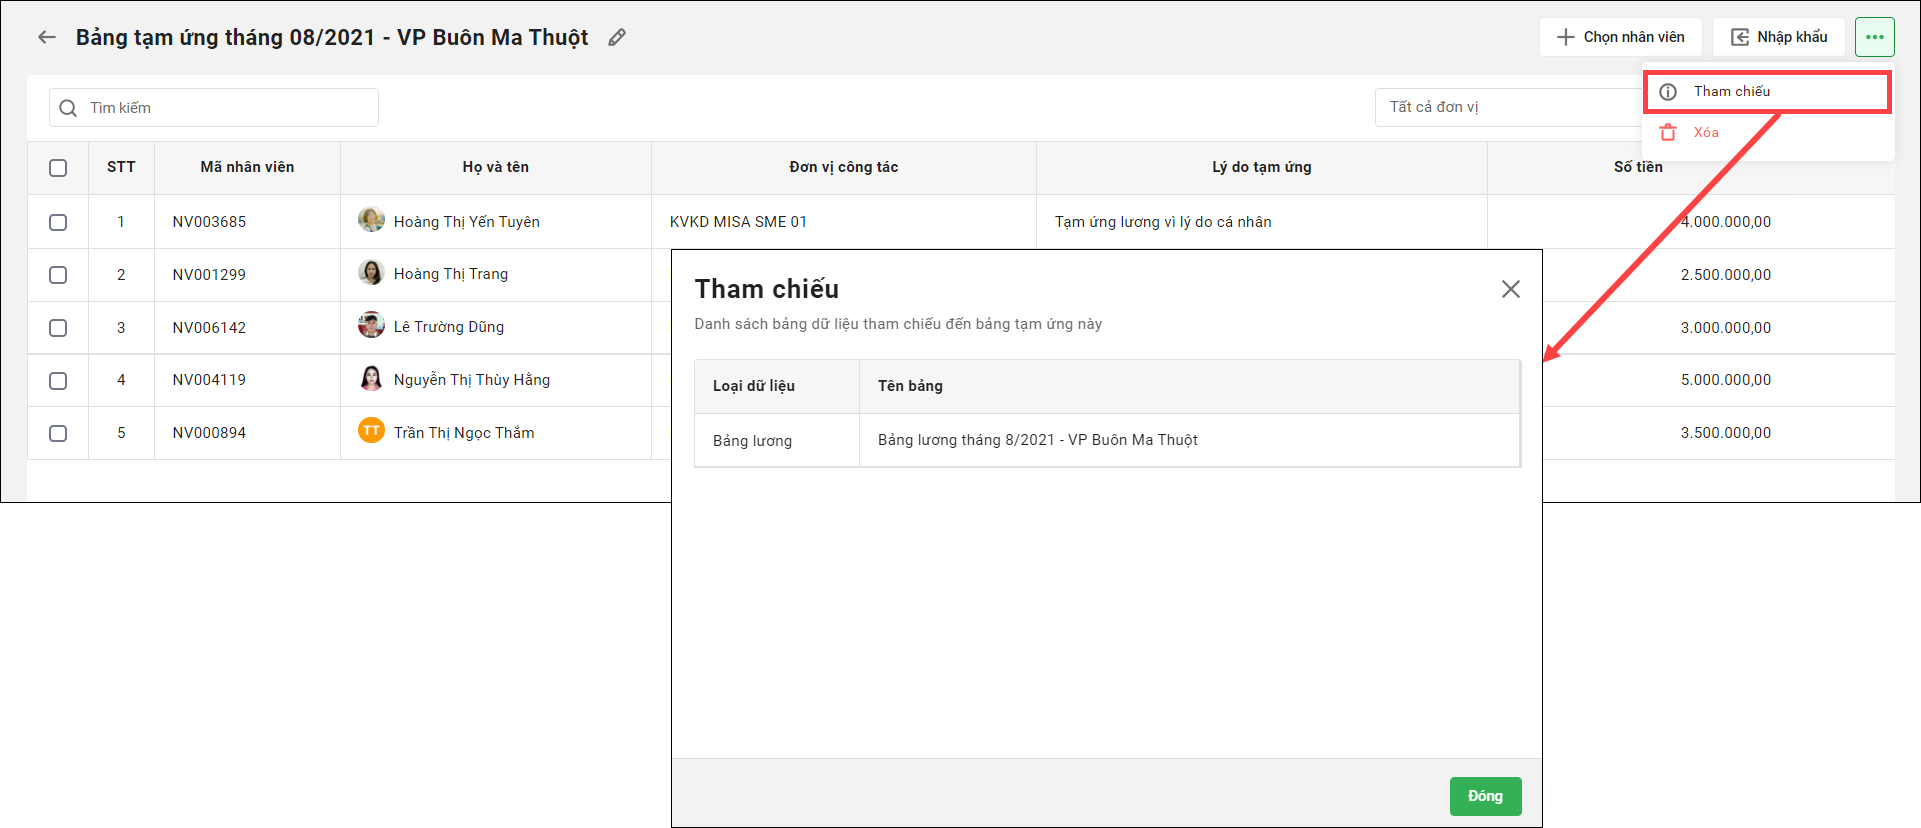 Bảng tạm ứng tháng 08/2021 - VP Buôn Ma Thuột
Chọn nhân viên
Nhập khẩu
Tìm kiếm
Tất cả đơn vị
Tham chiếu
Xóa
STT Mã nhân viên Họ và tên Đơn vị công tác Lý do tạm ứng Số tiền
1 NV003685 Hoàng Thị Yến Tuyên KVKD MISA SME 01 Tạm ứng lương vì lý do cá nhân 4.000.000,00
2 NV001299 Hoàng Thị Trang 2.500.000,00
3 NV006142 Lê Trường Dũng 3.000.000,00
4 NV004119 Nguyễn Thị Thùy Hằng 5.000.000,00
5 NV000894 TT Trần Thị Ngọc Thắm 3.500.000,00
Tham chiếu
Danh sách bảng dữ liệu tham chiếu đến bảng tạm ứng này
Loại dữ liệu Tên bảng
Bảng lương Bảng lương tháng 8/2021 - VP Buôn Ma Thuột
Đóng